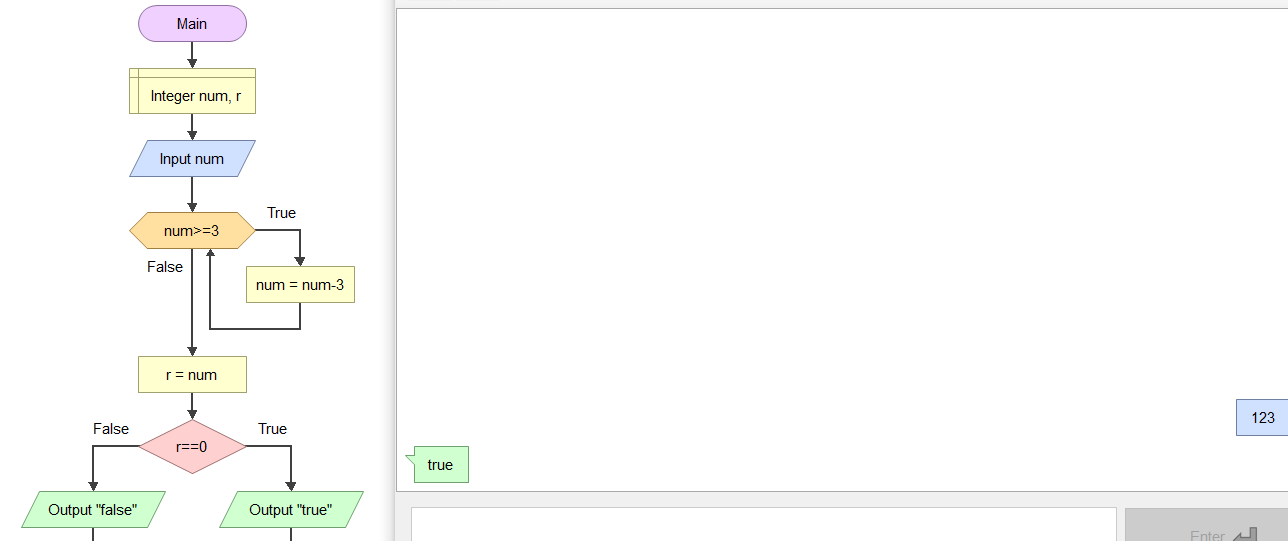 Main
Integer num, r
Input num
num>=3
True
False
num = num-3
r = num
False
True
r==0
Output "false"
Output "true"
123
true
Enter